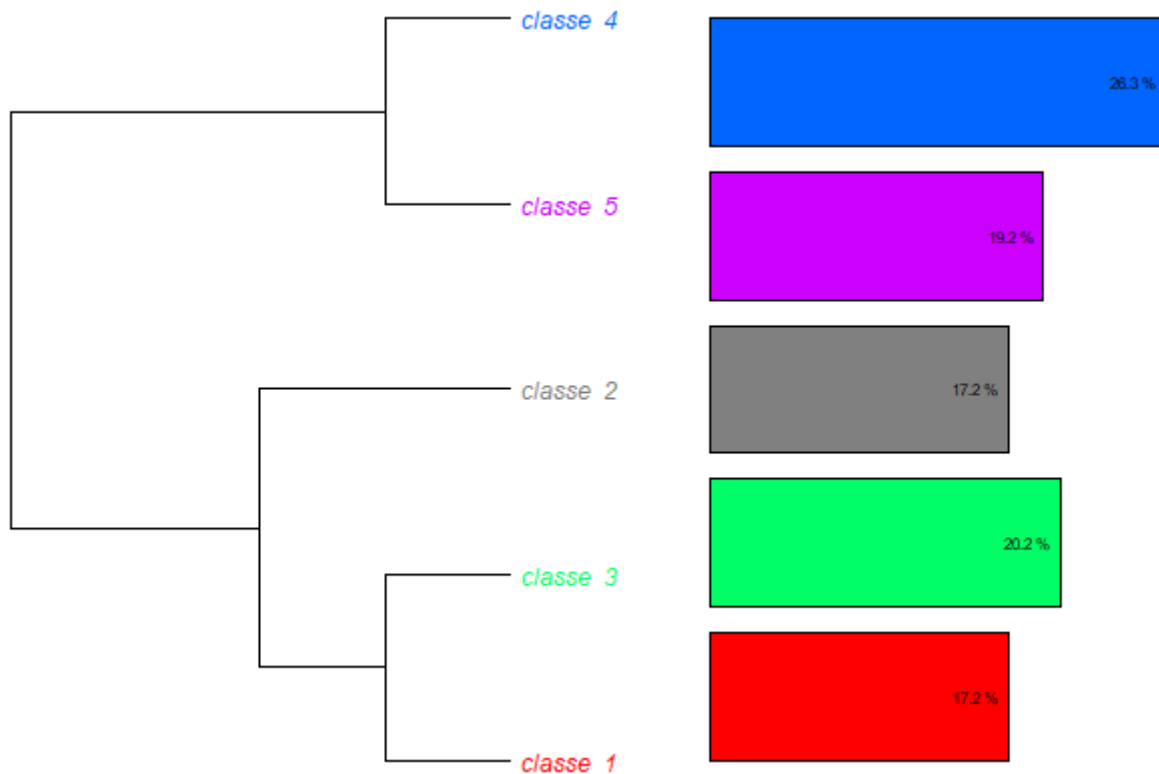 classe 4
26.3 %
classe 5
19.2 %
classe 2
17.2 %
classe 3
20.2 %
classe 1
17.2 %